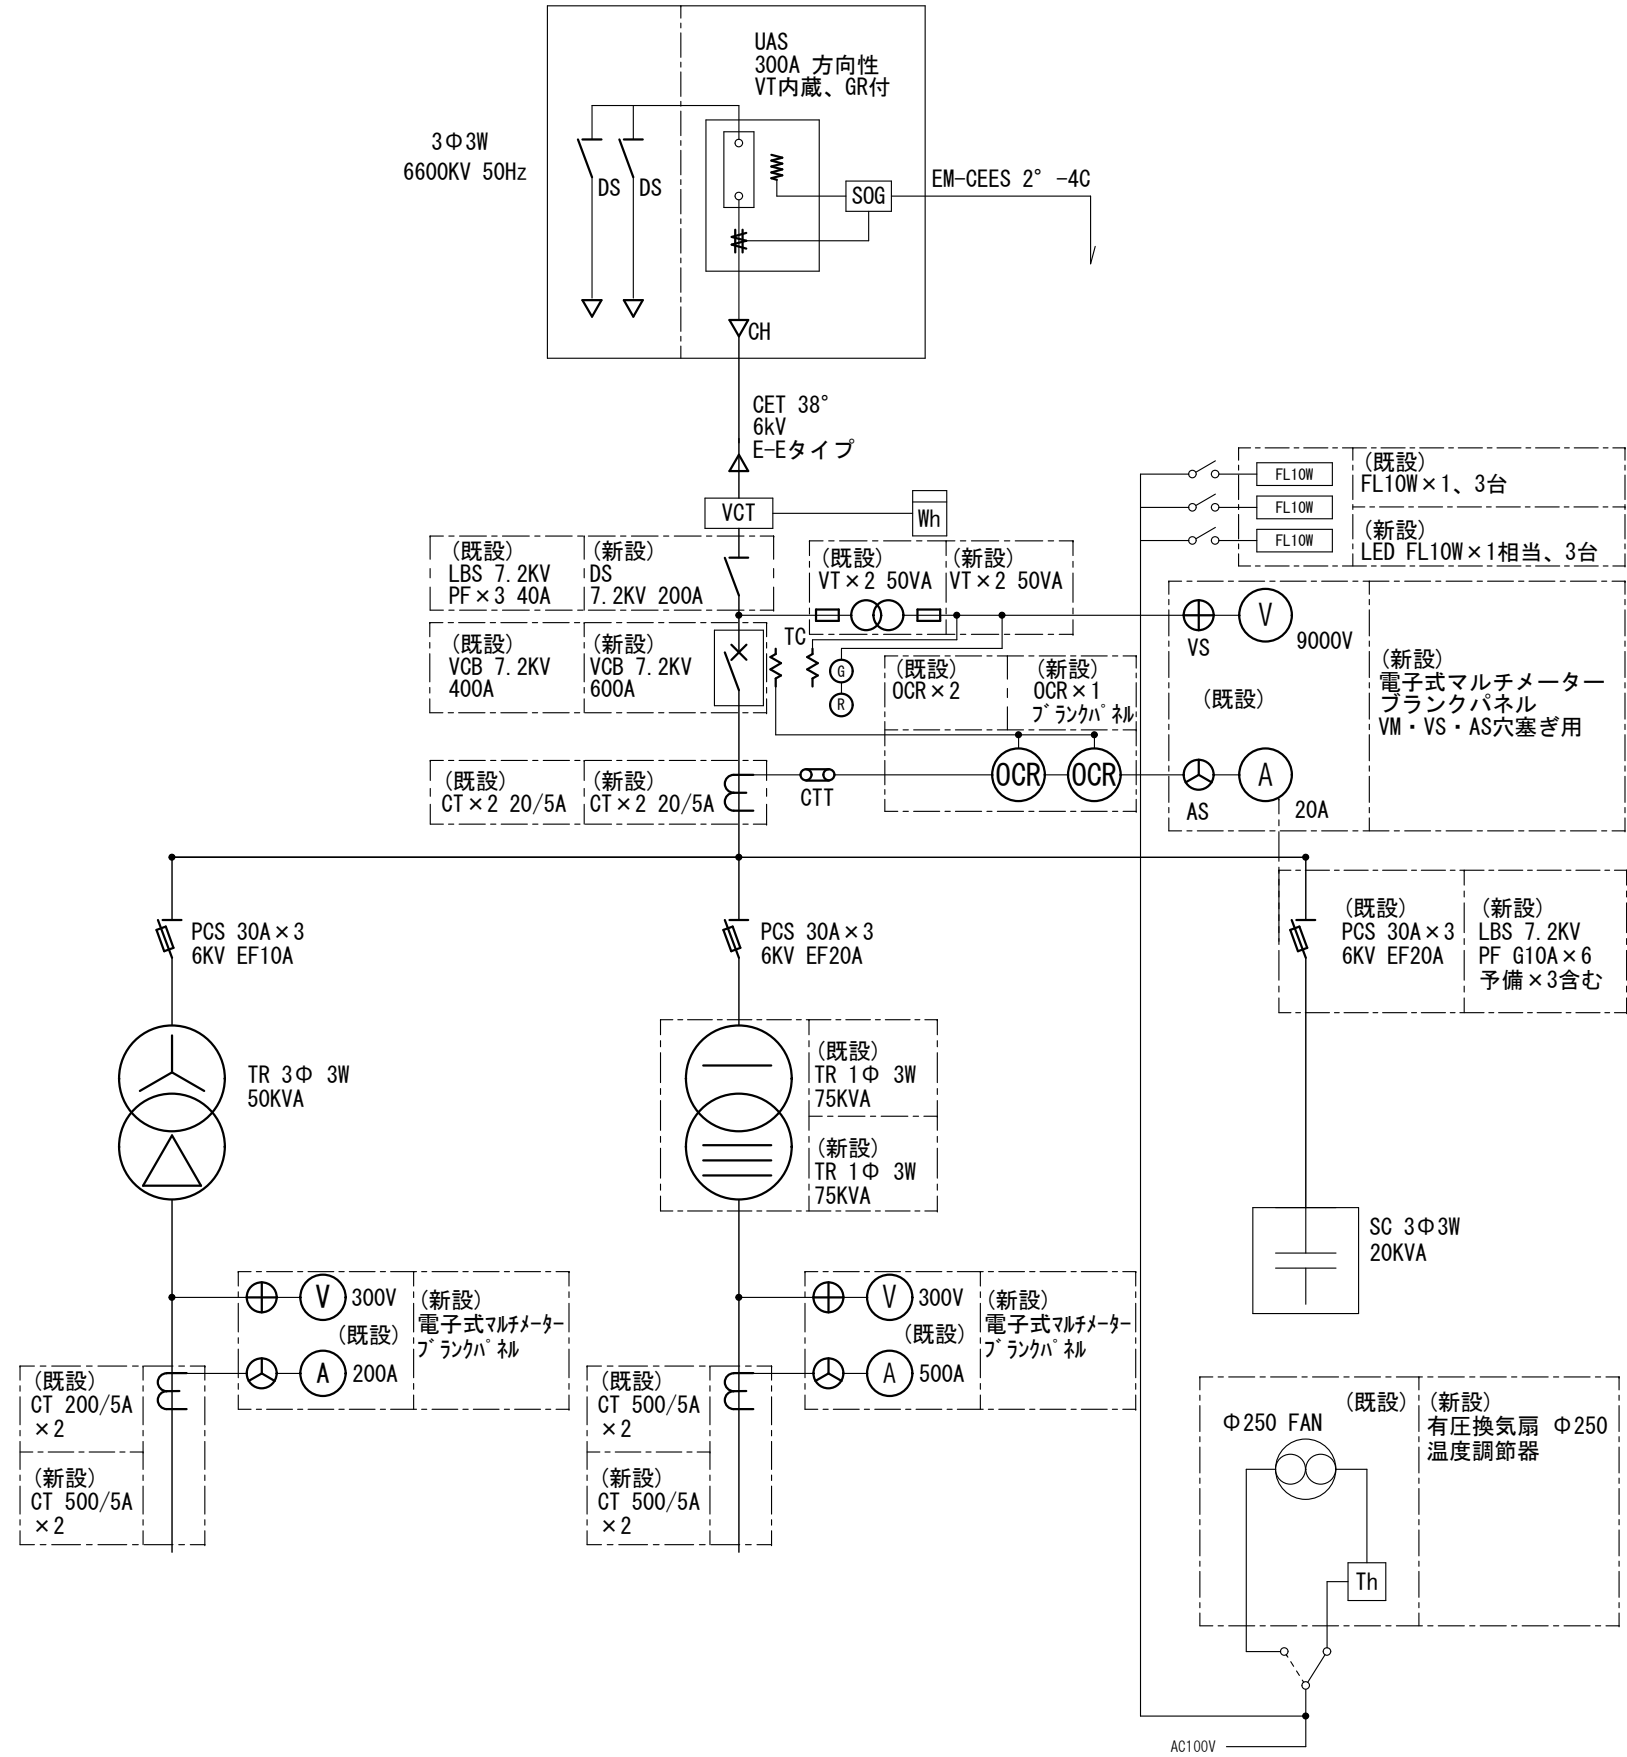 UAS
300A 方向性
VT内蔵、GR付
3Φ3W
6600KV 50Hz
DS
DS
SOG
EM-CEES 2° -4C
CH
CET 38°
6kV
E-Eタイプ
VCT
Wh
FL10W
FL10W
FL10W
(既設)
FL10W×1、3台
(新設)
LED FL10W×1相当、3台
(既設)
LBS 7.2KV
PF×3 40A
(新設)
DS
7.2KV 200A
(既設)
VT×2 50VA
(新設)
VT×2 50VA
VS
V
9000V
(既設)
VCB 7.2KV
400A
(新設)
VCB 7.2KV
600A
TC
G
R
(既設)
OCR×2
(新設)
OCR×1
ブランクパネル
(既設)
(新設)
電子式マルチメーター
ブランクパネル
VM・VS・AS穴塞ぎ用
(既設)
CT×2 20/5A
(新設)
CT×2 20/5A
CTT
OCR
OCR
AS
A
20A
PCS 30A×3
6KV EF10A
PCS 30A×3
6KV EF20A
(既設)
PCS 30A×3
6KV EF20A
(新設)
LBS 7.2KV
PF G10A×6
予備×3含む
TR 3Φ 3W
50KVA
(既設)
TR 1Φ 3W
75KVA
(新設)
TR 1Φ 3W
75KVA
SC 3Φ3W
20KVA
V
300V
(既設)
A
200A
(新設)
電子式マルチメーター
ブランクパネル
V
300V
(既設)
A
500A
(新設)
電子式マルチメーター
ブランクパネル
(既設)
CT 200/5A
×2
(新設)
CT 500/5A
×2
(既設)
CT 500/5A
×2
(新設)
CT 500/5A
×2
(既設)
Φ250 FAN
(新設)
有圧換気扇 Φ250
温度調節器
Th
AC100V